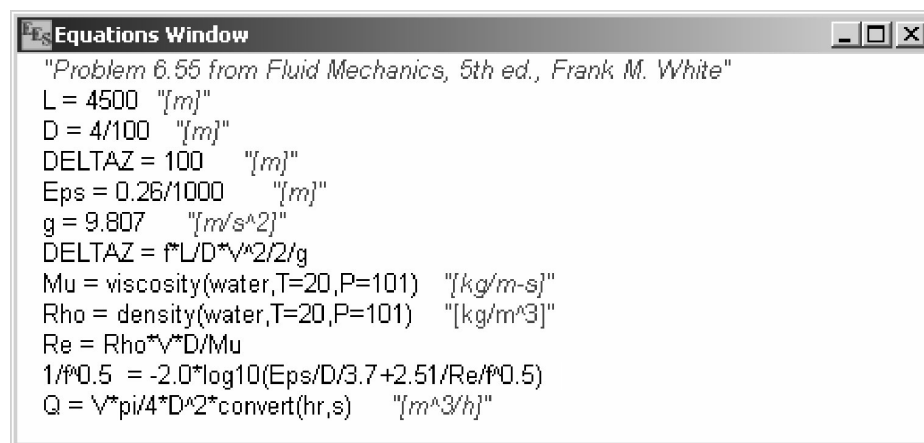 EES Equations Window
"Problem 6.55 from Fluid Mechanics, 5th ed., Frank M. White"
L = 4500 "[m]"
D = 4/100 "[m]"
DELTAZ = 100 "[m]"
Eps = 0.26/1000 "[m]"
g = 9.807 "[m/s^2]"
DELTAZ = f*L/D*V^2/2/g
Mu = viscosity(water,T=20,P=101) "[kg/m-s]"
Rho = density(water,T=20,P=101) "[kg/m^3]"
Re = Rho*V*D/Mu
1/f^0.5 = -2.0*log10(Eps/D/3.7+2.51/Re/f^0.5)
Q = V*pi/4*D^2*convert(hr,s) "[m^3/h]"